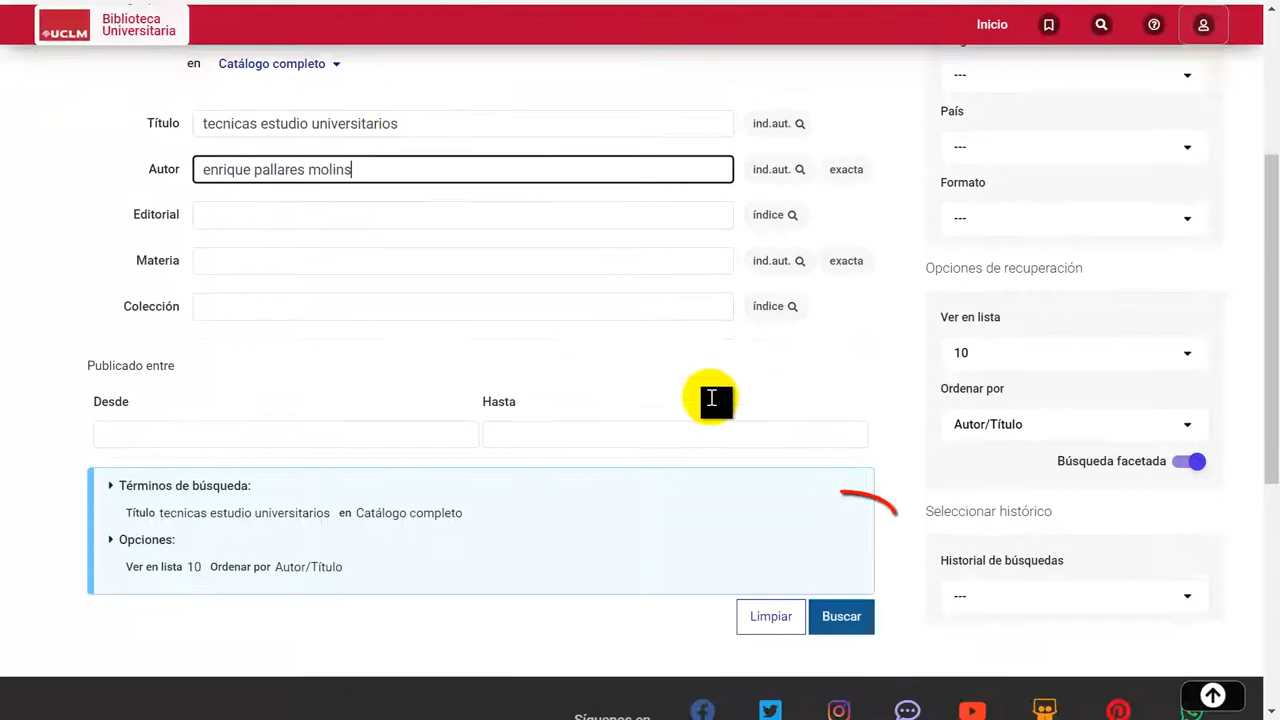 UCLM
Biblioteca
Universitaria
Inicio
en Catálogo completo
Título tecnicas estudio universitarios ind.aut.
Autor enrique pallares molins ind.aut. exacta
Editorial índice
Materia ind.aut. exacta
Colección índice
Publicado entre
Desde Hasta
Términos de búsqueda:
Título tecnicas estudio universitarios en Catálogo completo
Opciones:
Ver en lista 10 Ordenar por Autor/Título
Limpiar Buscar
---
País
---
Formato
---
Opciones de recuperación
Ver en lista
10
Ordenar por
Autor/Título
Búsqueda facetada
Seleccionar histórico
Historial de búsquedas
---
Síguenos en